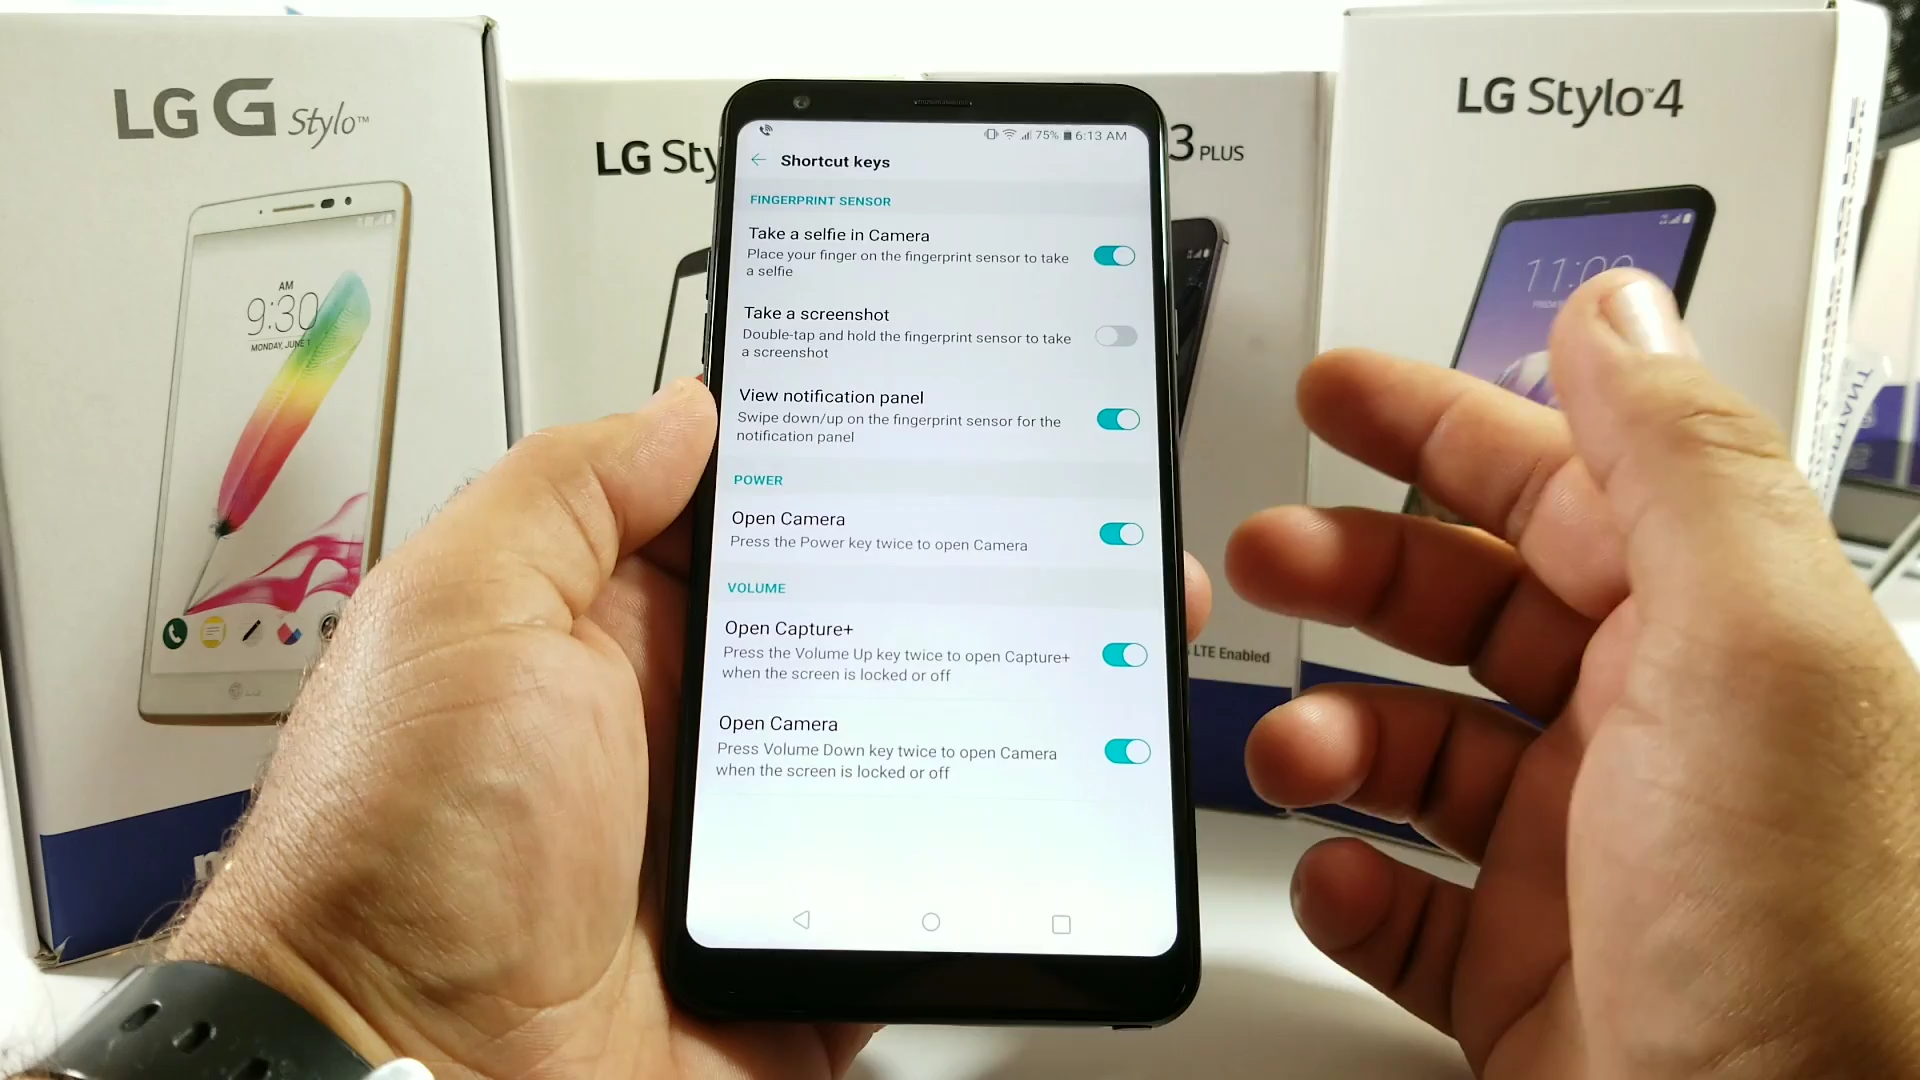 LG G Stylo™
AM
9:30
MONDAY, JUNE 1
LG
LG Sty
3 PLUS
LTE Enabled
LG Stylo™4
11:00
75% 6:13 AM
Shortcut keys
FINGERPRINT SENSOR
Take a selfie in Camera
Place your finger on the fingerprint sensor to take
a selfie
Take a screenshot
Double-tap and hold the fingerprint sensor to take
a screenshot
View notification panel
Swipe down/up on the fingerprint sensor for the
notification panel
POWER
Open Camera
Press the Power key twice to open Camera
VOLUME
Open Capture+
Press the Volume Up key twice to open Capture+
when the screen is locked or off
Open Camera
Press Volume Down key twice to open Camera
when the screen is locked or off